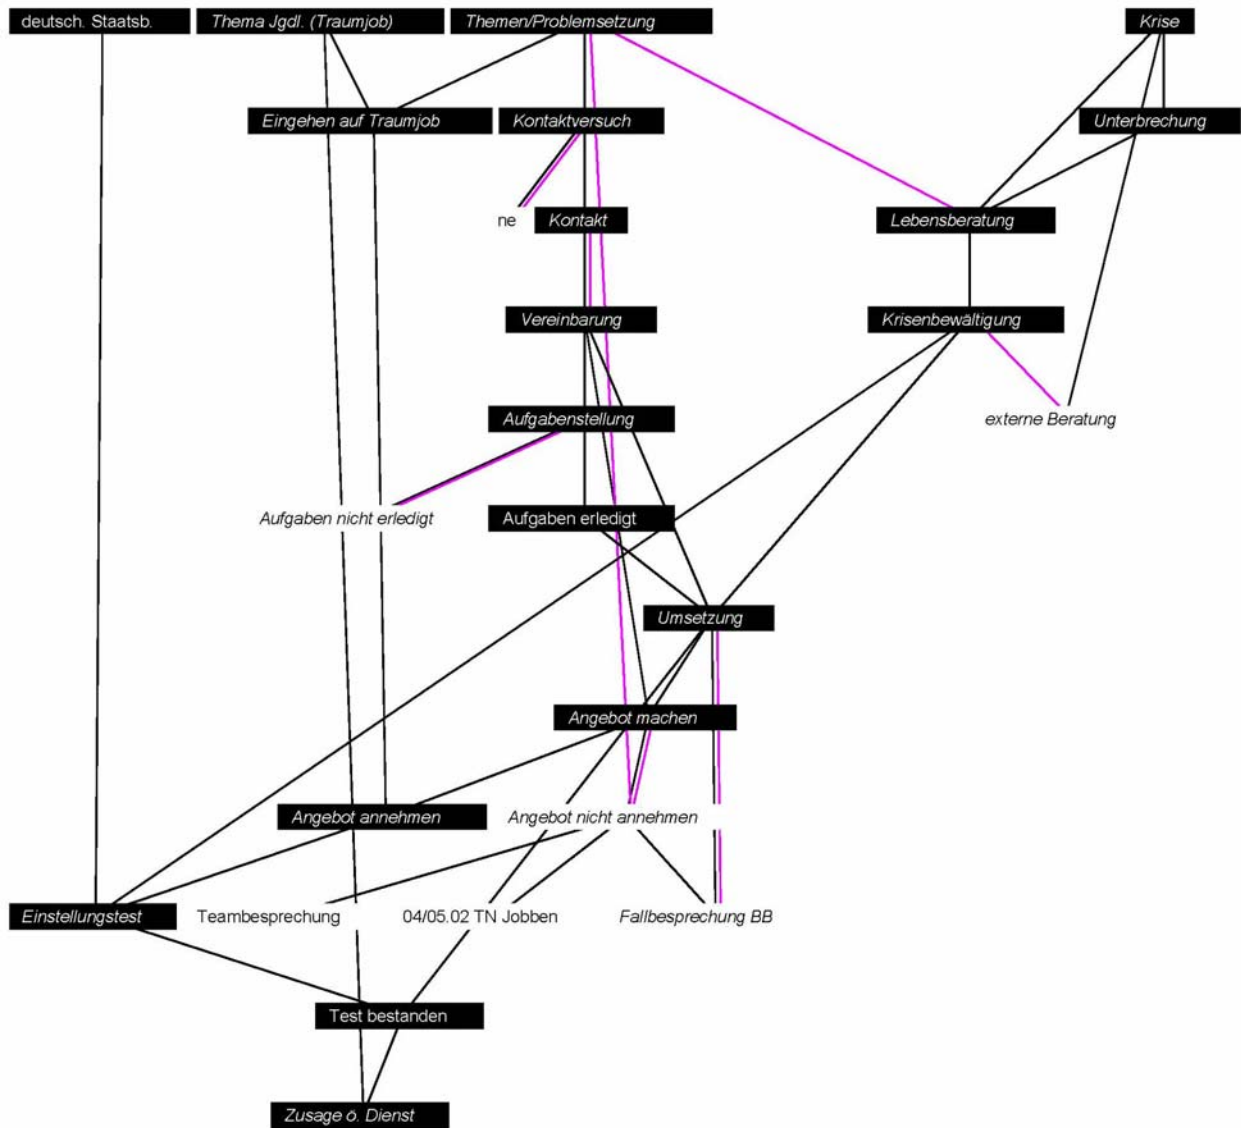 deutsch. Staatsb.
Thema Jgdl. (Traumjob)
Themen/Problemsetzung
Krise
Eingehen auf Traumjob
Kontaktversuch
Unterbrechung
ne
Kontakt
Lebensberatung
Vereinbarung
Krisenbewältigung
Aufgabenstellung
externe Beratung
Aufgaben nicht erledigt
Aufgaben erledigt
Umsetzung
Angebot machen
Angebot annehmen
Angebot nicht annehmen
Einstellungstest
Teambesprechung
04/05.02 TN Jobben
Fallbesprechung BB
Test bestanden
Zusage ö. Dienst